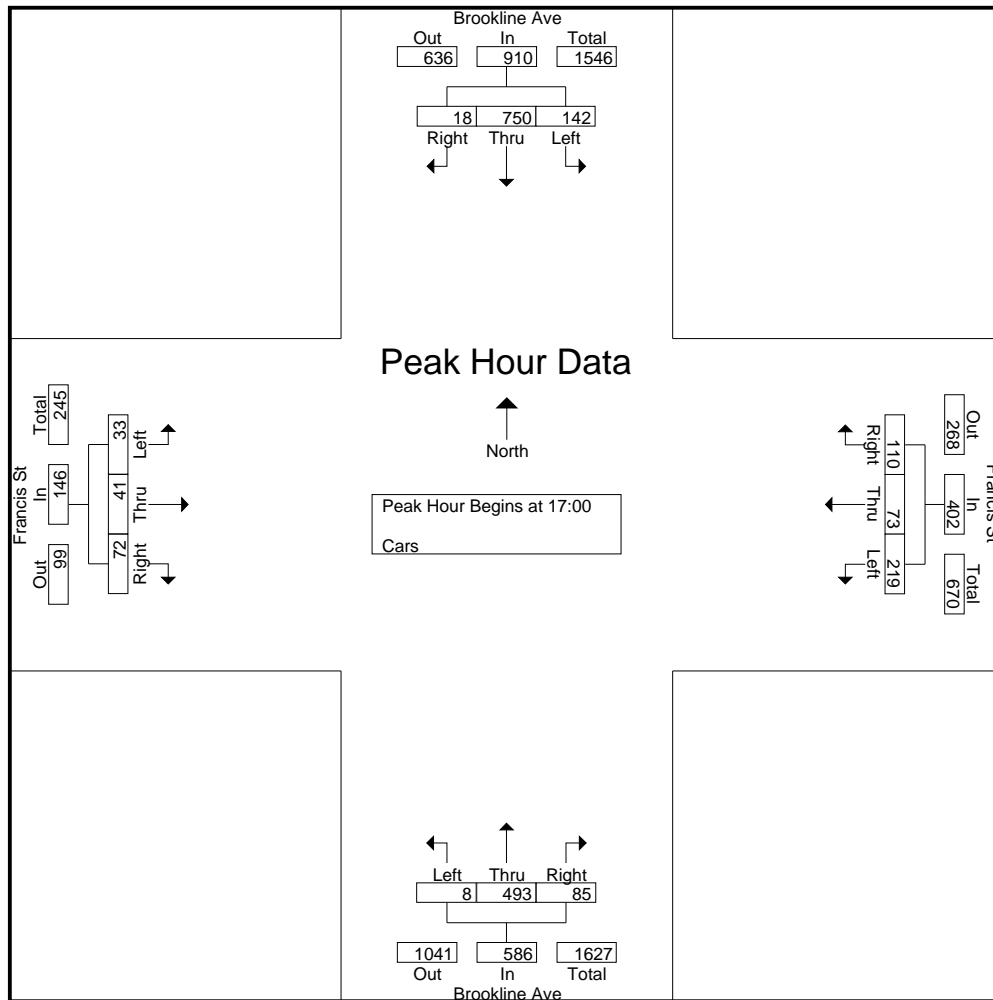 Brookline Ave
Out In Total
636 910 1546
18 750 142
Right Thru Left
Peak Hour Data
North
Peak Hour Begins at 17:00
Cars
Francis St
Total In Out
245 146 99
33 41 72
Left Thru Right
Right Thru Left
110 73 219
Out In Total
268 402 670
Francis St
Left Thru Right
8 493 85
1041 586 1627
Out In Total
Brookline Ave